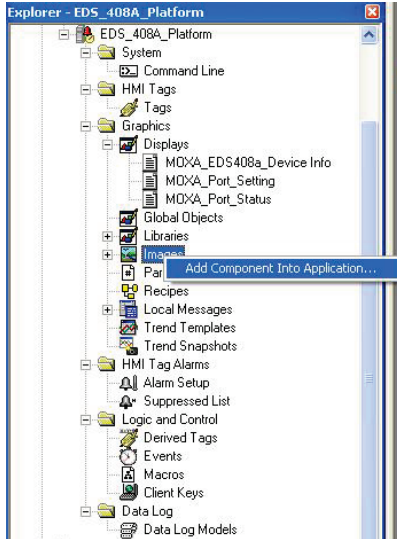 Explorer - EDS_408A_Platform
EDS_408A_Platform
System
Command Line
HMI Tags
Tags
Graphics
Displays
MOXA_EDS408a_Device Info
MOXA_Port_Setting
MOXA_Port_Status
Global Objects
Libraries
Images
Add Component Into Application...
Par
Recipes
Local Messages
Trend Templates
Trend Snapshots
HMI Tag Alarms
Alarm Setup
Suppressed List
Logic and Control
Derived Tags
Events
Macros
Client Keys
Data Log
Data Log Models